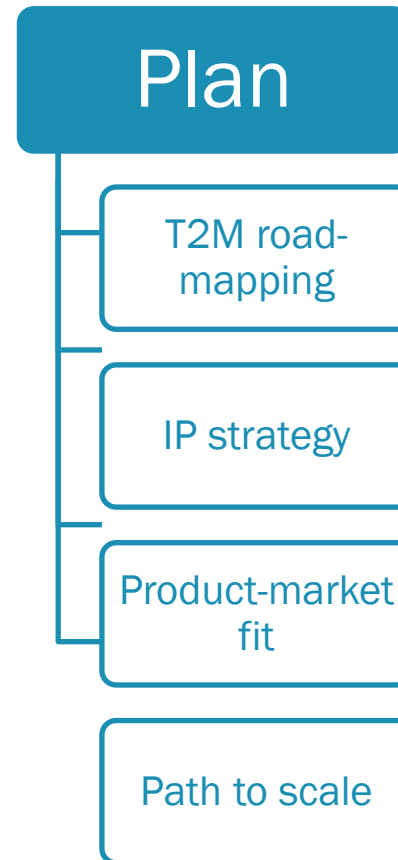 Plan
T2M road-
mapping
IP strategy
Product-market
fit
Path to scale